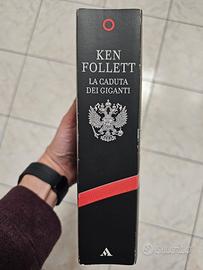 KEN
FOLLETT
LA CADUTA
DEI GIGANTI